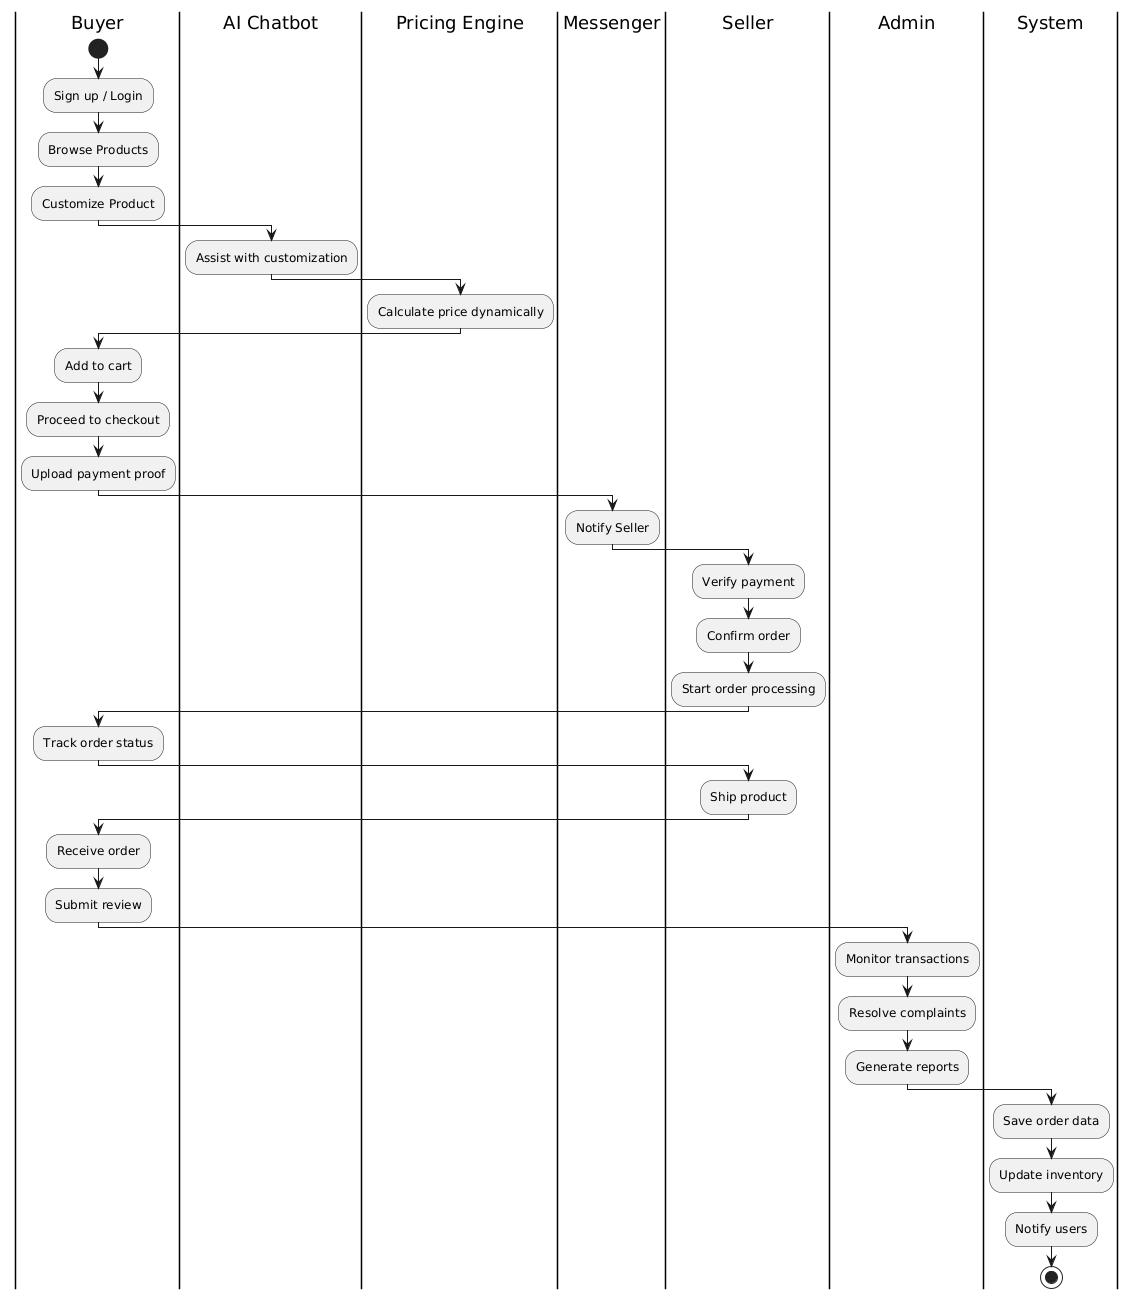 Buyer
AI Chatbot
Pricing Engine
Messenger
Seller
Admin
System
Sign up / Login
Browse Products
Customize Product
Assist with customization
Calculate price dynamically
Add to cart
Proceed to checkout
Upload payment proof
Notify Seller
Verify payment
Confirm order
Start order processing
Track order status
Ship product
Receive order
Submit review
Monitor transactions
Resolve complaints
Generate reports
Save order data
Update inventory
Notify users